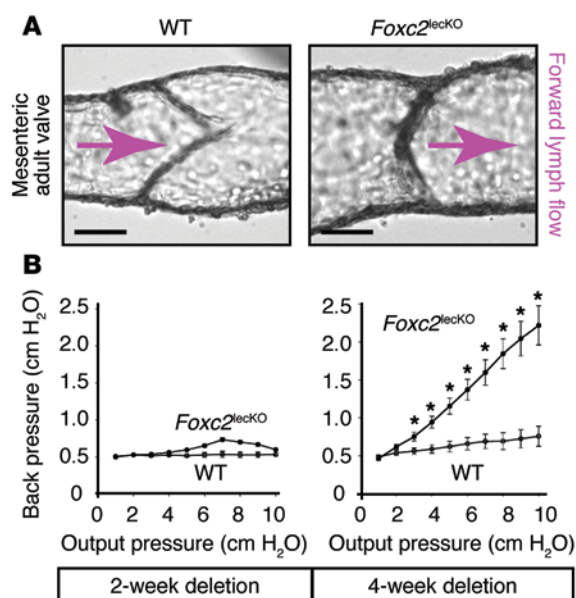 A
WT
Foxc2lecKO
Mesenteric
adult valve
Forward lymph flow
B
Back pressure (cm H2O)
2.5
2.0
1.5
1.0
0.5
0
Foxc2lecKO
WT
0 2 4 6 8 10
Output pressure (cm H2O)
2-week deletion
2.5
2.0
1.5
1.0
0.5
0
Foxc2lecKO
* * * * * * * *
WT
0 2 4 6 8 10
Output pressure (cm H2O)
4-week deletion